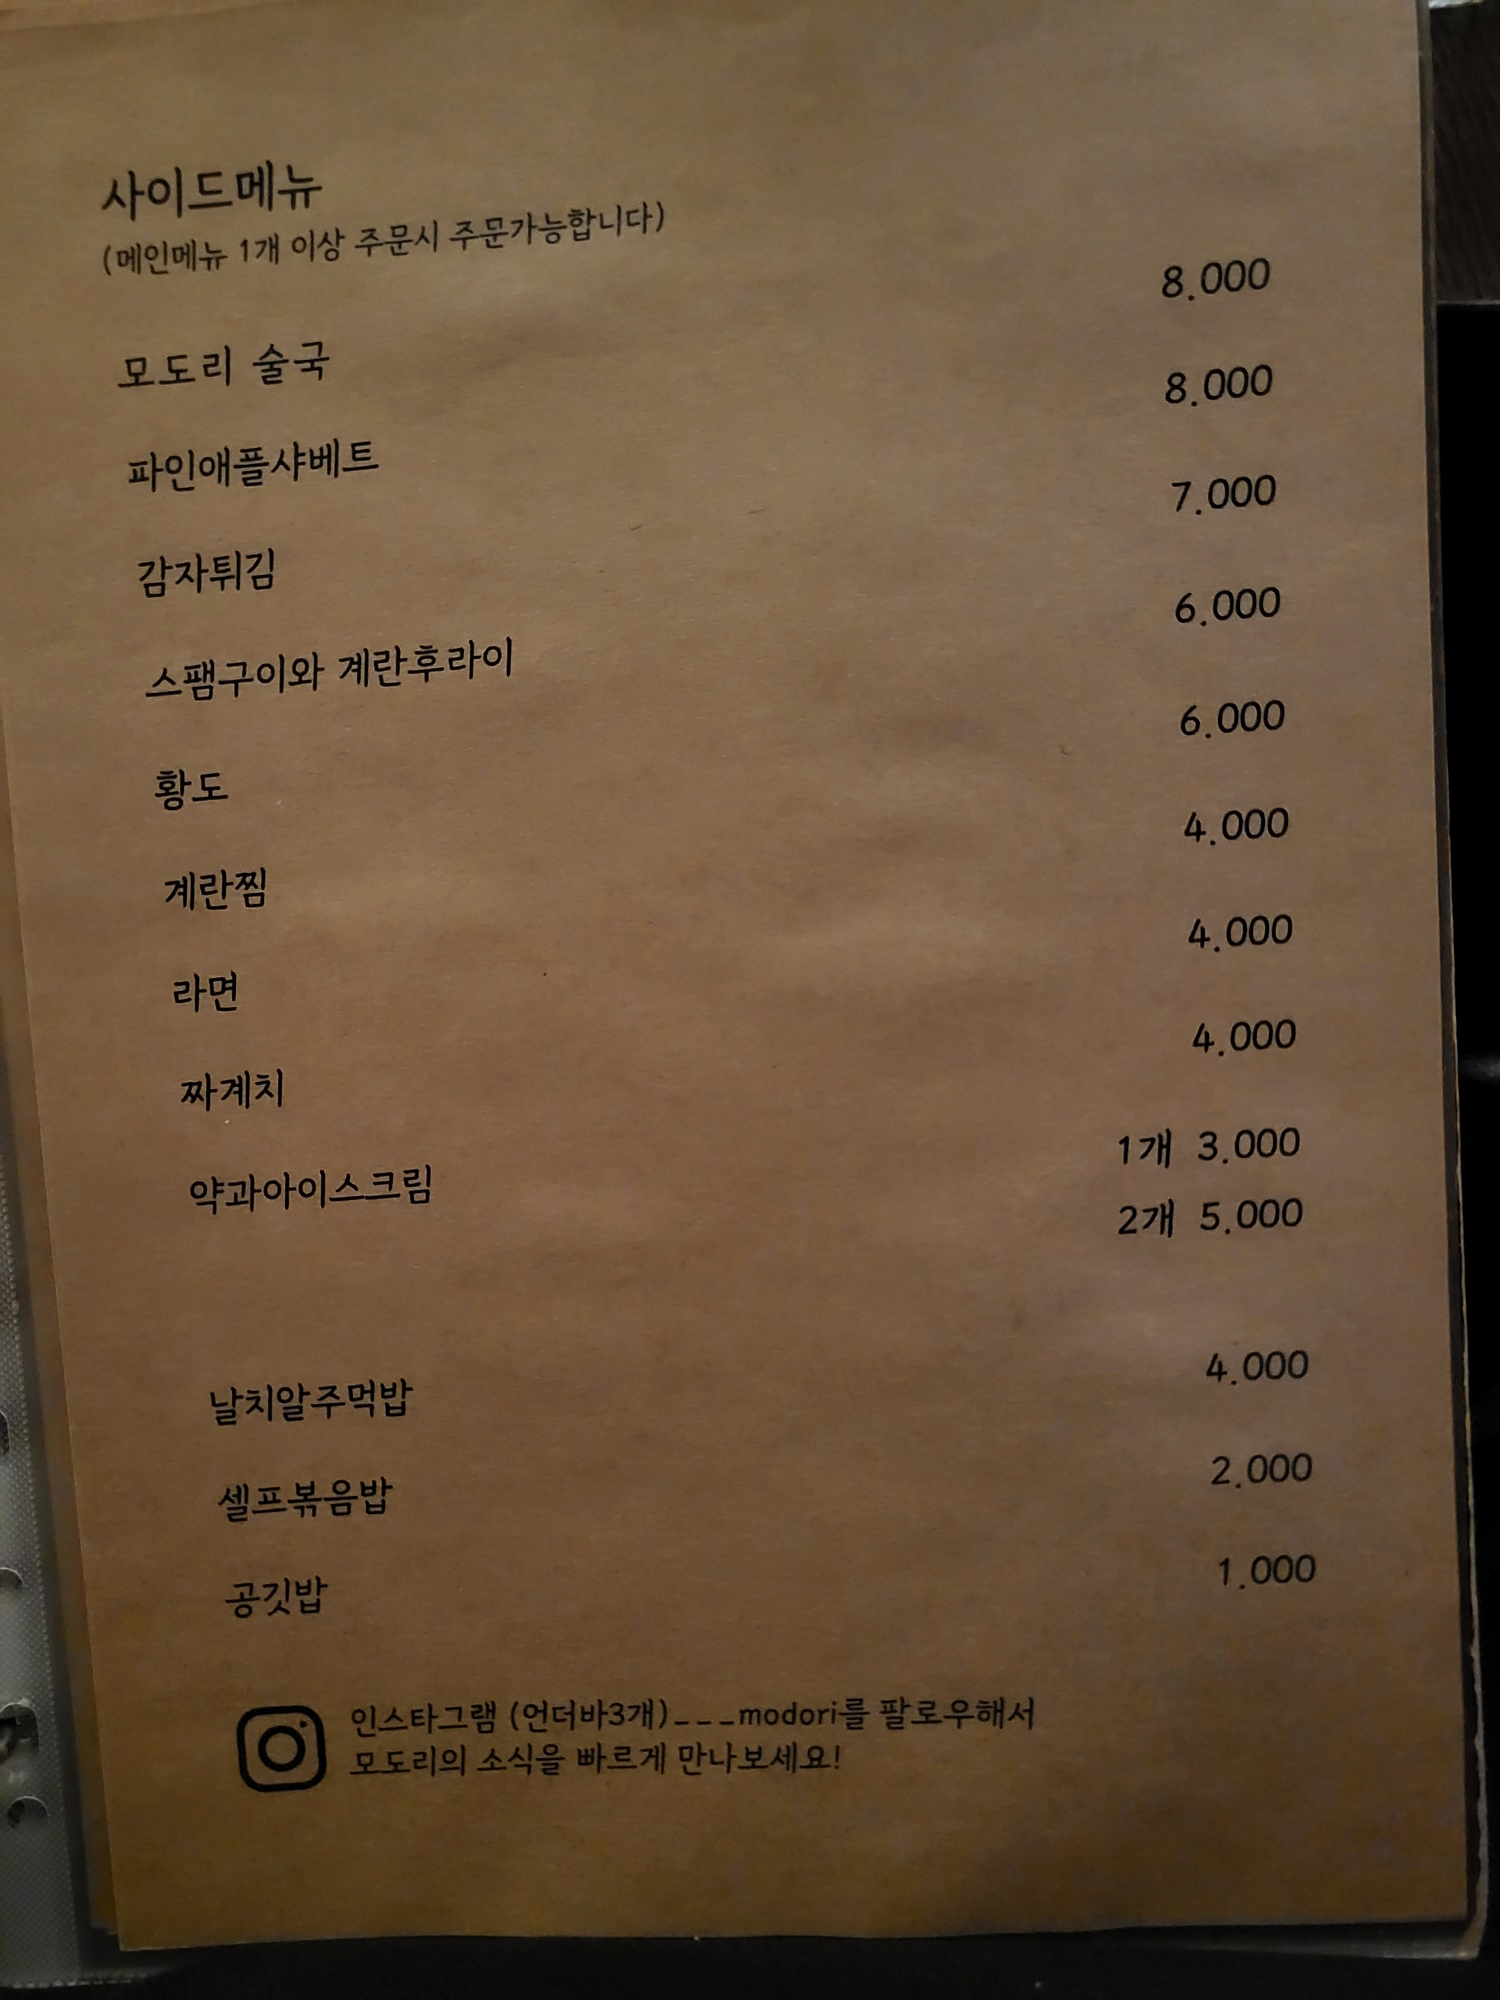 사이드메뉴
(메인메뉴 1개 이상 주문시 주문가능합니다)
모도리 술국 8.000
파인애플샤베트 8.000
감자튀김 7.000
스팸구이와 계란후라이 6.000
황도 6.000
계란찜 4.000
라면 4.000
짜계치 4.000
약과아이스크림 1개 3.000
2개 5.000
날치알주먹밥 4.000
셀프볶음밥 2.000
공깃밥 1.000
인스타그램 (언더바3개)___modori를 팔로우해서
모도리의 소식을 빠르게 만나보세요!